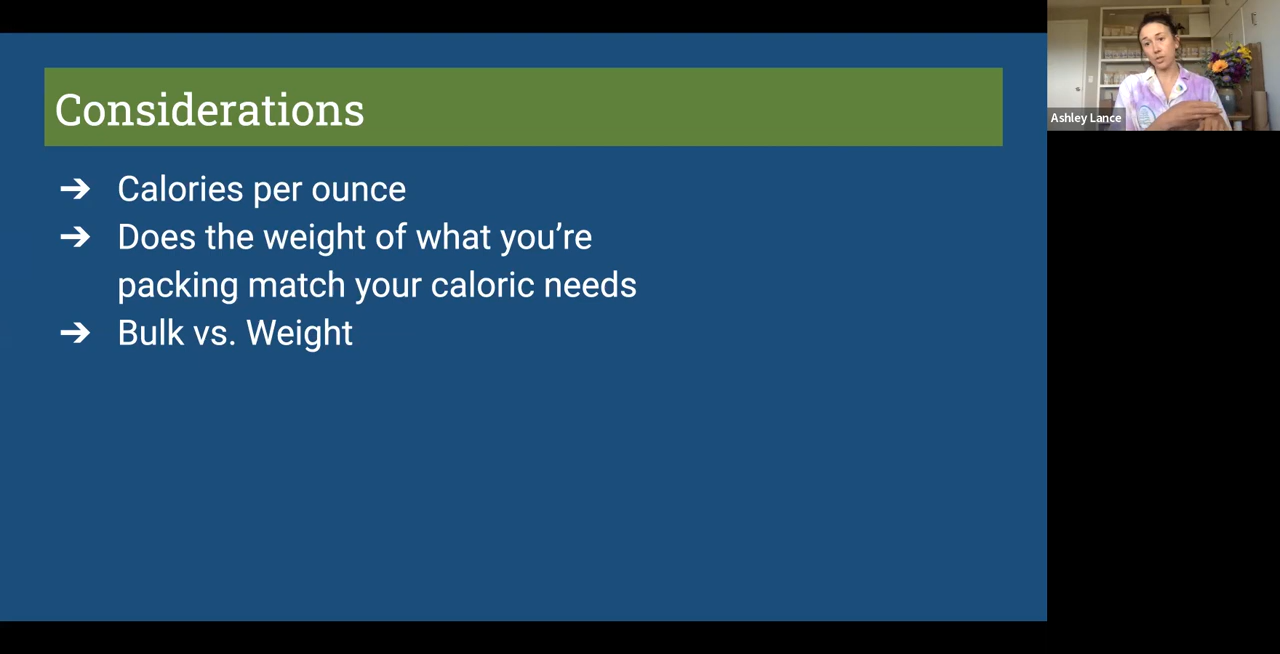 Considerations
➔ Calories per ounce
➔ Does the weight of what you’re
packing match your caloric needs
➔ Bulk vs. Weight
Ashley Lance